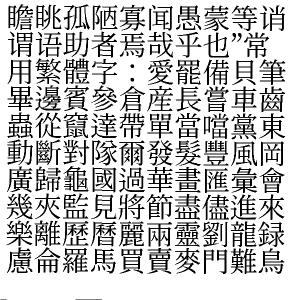 瞻眺孤陋寡闻愚蒙等诮
谓语助者焉哉乎也”常
用繁體字：愛罷備貝筆
畢邊賓參倉産長嘗車齒
蟲從竄達帶單當噹黨東
動斷對隊爾發髮豐風岡
廣歸龜國過華畫匯彙會
幾夾監見將節盡儘進來
樂離歷曆麗兩靈劉龍録
慮侖羅馬買賣麥門難鳥